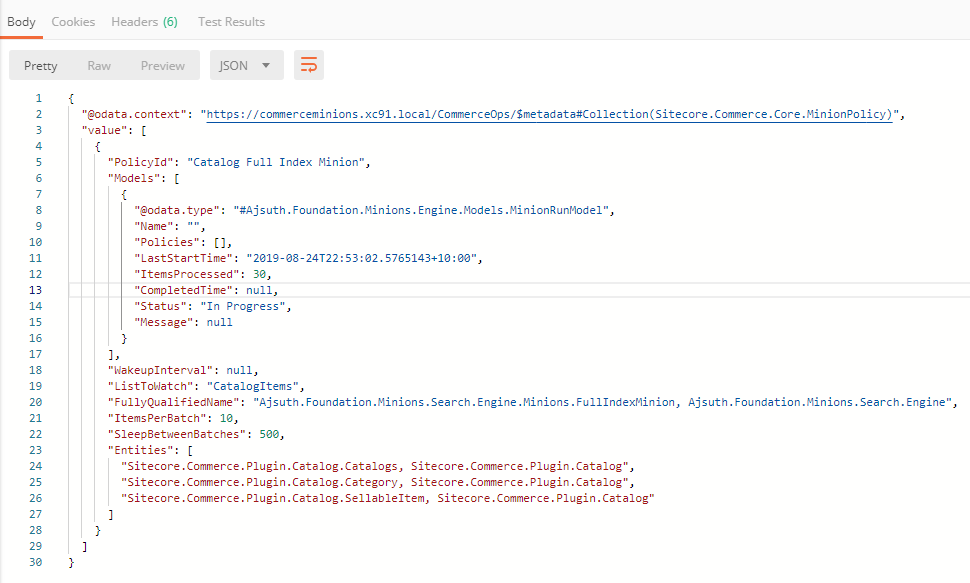 Body Cookies Headers (6) Test Results
Pretty Raw Preview JSON
1 {
2 "@odata.context": "https://commerceminions.xc91.local/CommerceOps/$metadata#Collection(Sitecore.Commerce.Core.MinionPolicy)",
3 "value": [
4 {
5 "PolicyId": "Catalog Full Index Minion",
6 "Models": [
7 {
8 "@odata.type": "#Ajsuth.Foundation.Minions.Engine.Models.MinionRunModel",
9 "Name": "",
10 "Policies": [],
11 "LastStartTime": "2019-08-24T22:53:02.5765143+10:00",
12 "ItemsProcessed": 30,
13 "CompletedTime": null,
14 "Status": "In Progress",
15 "Message": null
16 }
17 ],
18 "WakeupInterval": null,
19 "ListToWatch": "CatalogItems",
20 "FullyQualifiedName": "Ajsuth.Foundation.Minions.Search.Engine.Minions.FullIndexMinion, Ajsuth.Foundation.Minions.Search.Engine",
21 "ItemsPerBatch": 10,
22 "SleepBetweenBatches": 500,
23 "Entities": [
24 "Sitecore.Commerce.Plugin.Catalog.Catalogs, Sitecore.Commerce.Plugin.Catalog",
25 "Sitecore.Commerce.Plugin.Catalog.Category, Sitecore.Commerce.Plugin.Catalog",
26 "Sitecore.Commerce.Plugin.Catalog.SellableItem, Sitecore.Commerce.Plugin.Catalog"
27 ]
28 }
29 ]
30 }